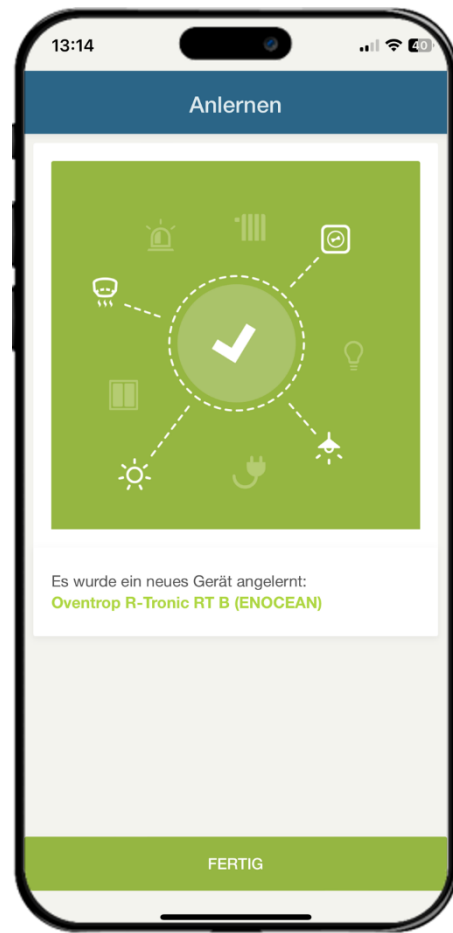 13:14
40
Anlernen
Es wurde ein neues Gerät angelernt:
Oventrop R-Tronic RT B (ENOCEAN)
FERTIG